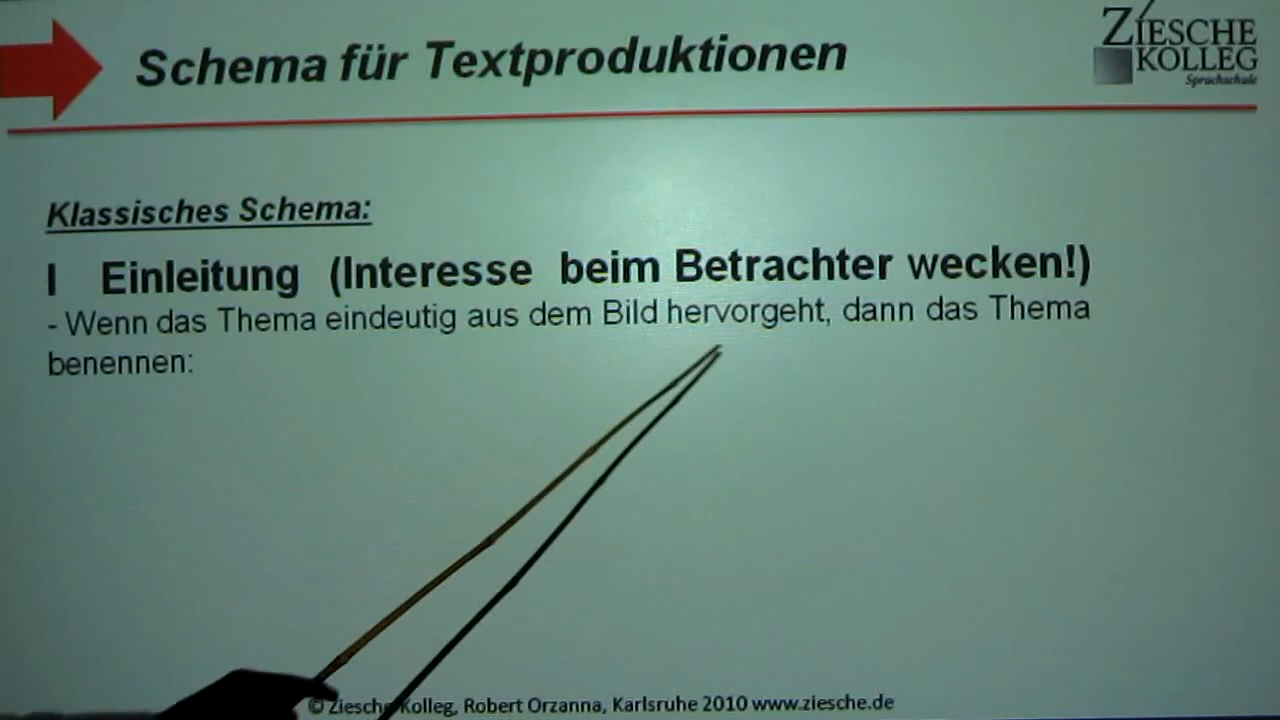 Schema für Textproduktionen
ZIESCHE
KOLLEG
Sprachschule
Klassisches Schema:
I Einleitung (Interesse beim Betrachter wecken!)
- Wenn das Thema eindeutig aus dem Bild hervorgeht, dann das Thema
benennen:
© Ziesche Kolleg, Robert Orzanna, Karlsruhe 2010 www.ziesche.de